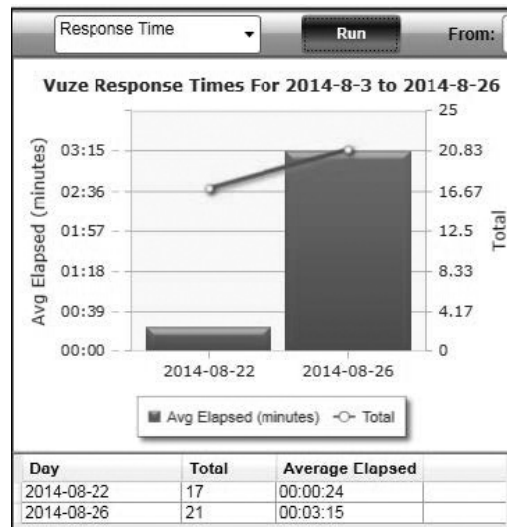 Response Time
Run
From:
Vuze Response Times For 2014-8-3 to 2014-8-26
Avg Elapsed (minutes)
03:15
02:36
01:57
01:18
00:39
00:00
25
20.83
16.67
12.5
8.33
4.17
0
Total
2014-08-22 2014-08-26
Avg Elapsed (minutes) Total
Day Total Average Elapsed
2014-08-22 17 00:00:24
2014-08-26 21 00:03:15